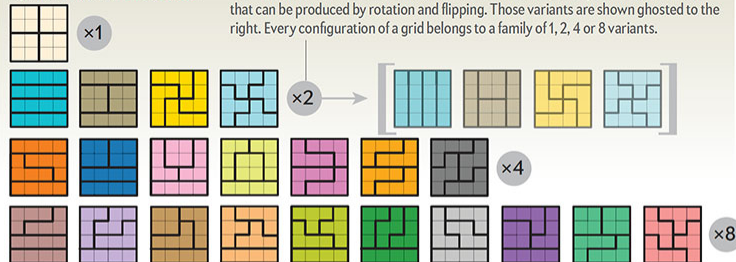 that can be produced by rotation and flipping. Those variants are shown ghosted to the
right. Every configuration of a grid belongs to a family of 1, 2, 4 or 8 variants.
×1
×2
×4
×8